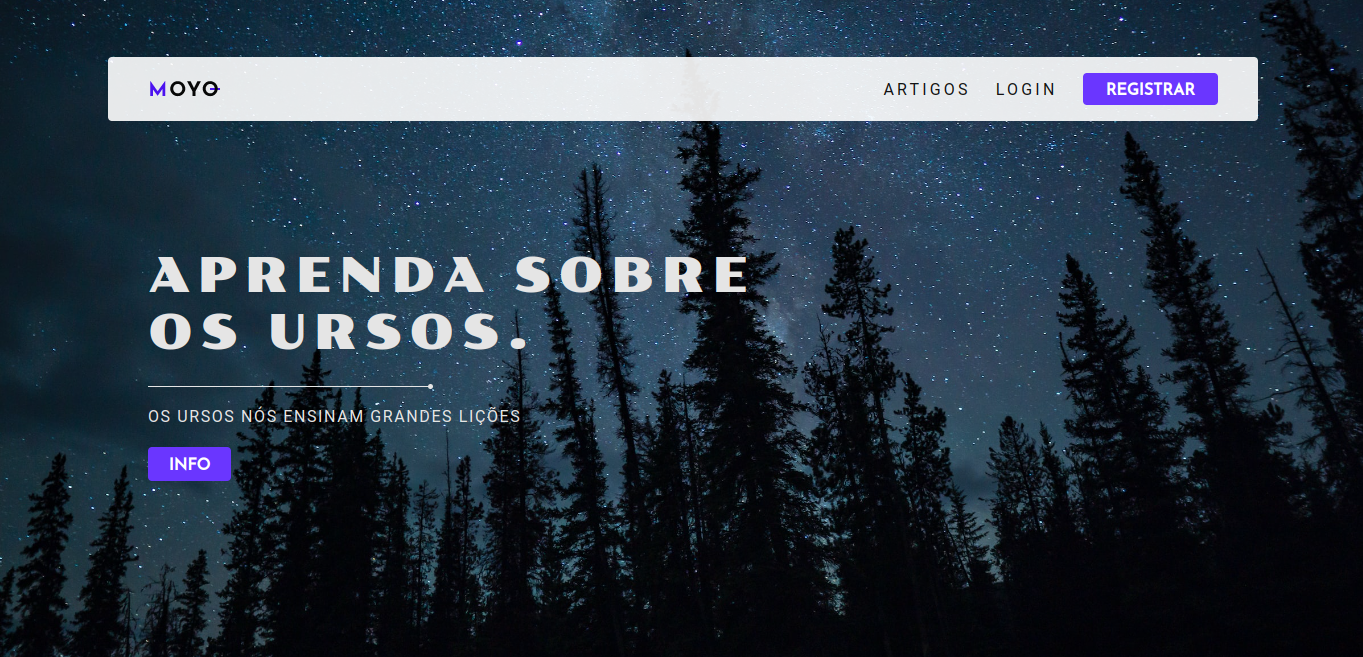 MOYO
ARTIGOS
LOGIN
REGISTRAR
APRENDA SOBRE
OS URSOS.
OS URSOS NÓS ENSINAM GRANDES LIÇÕES
INFO